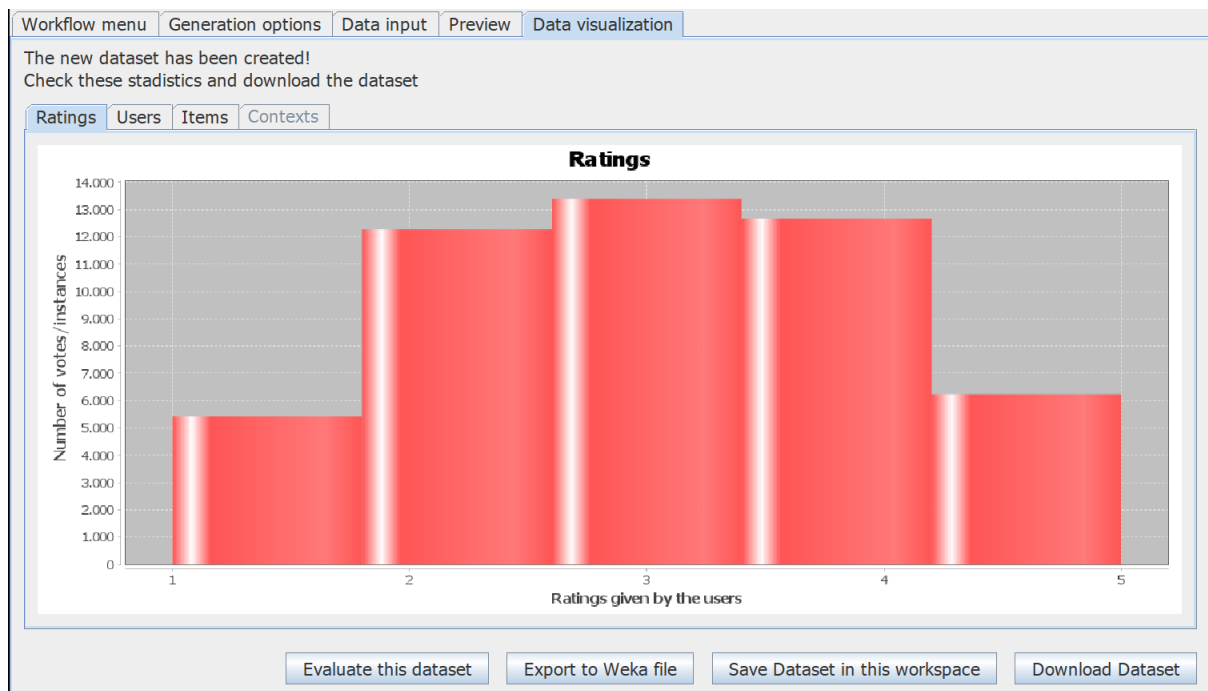 Workflow menu Generation options Data input Preview Data visualization
The new dataset has been created!
Check these stadistics and download the dataset
Ratings Users Items Contexts
Ratings
14.000
13.000
12.000
11.000
10.000
9.000
8.000
7.000
6.000
5.000
4.000
3.000
2.000
1.000
0
Number of votes/instances
1 2 3 4 5
Ratings given by the users
Evaluate this dataset Export to Weka file Save Dataset in this workspace Download Dataset